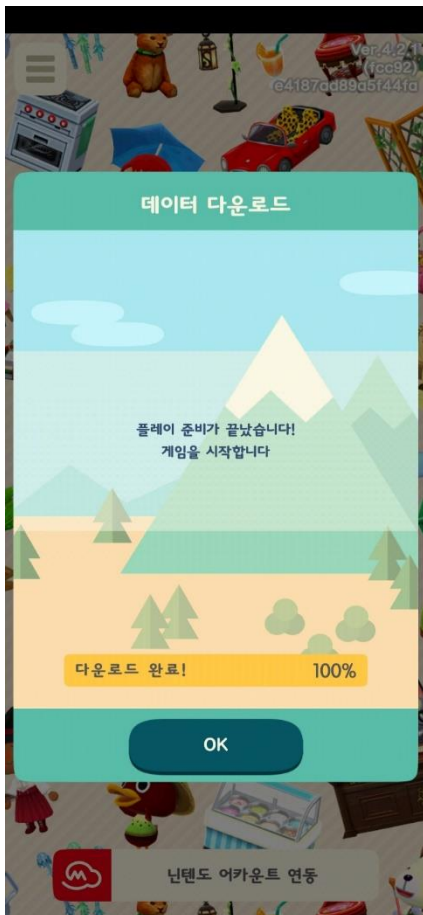 Ver.4.2.1
(fcc92)
e4187ad89a5f44fa
데이터 다운로드
플레이 준비가 끝났습니다!
게임을 시작합니다
다운로드 완료! 100%
OK
닌텐도 어카운트 연동